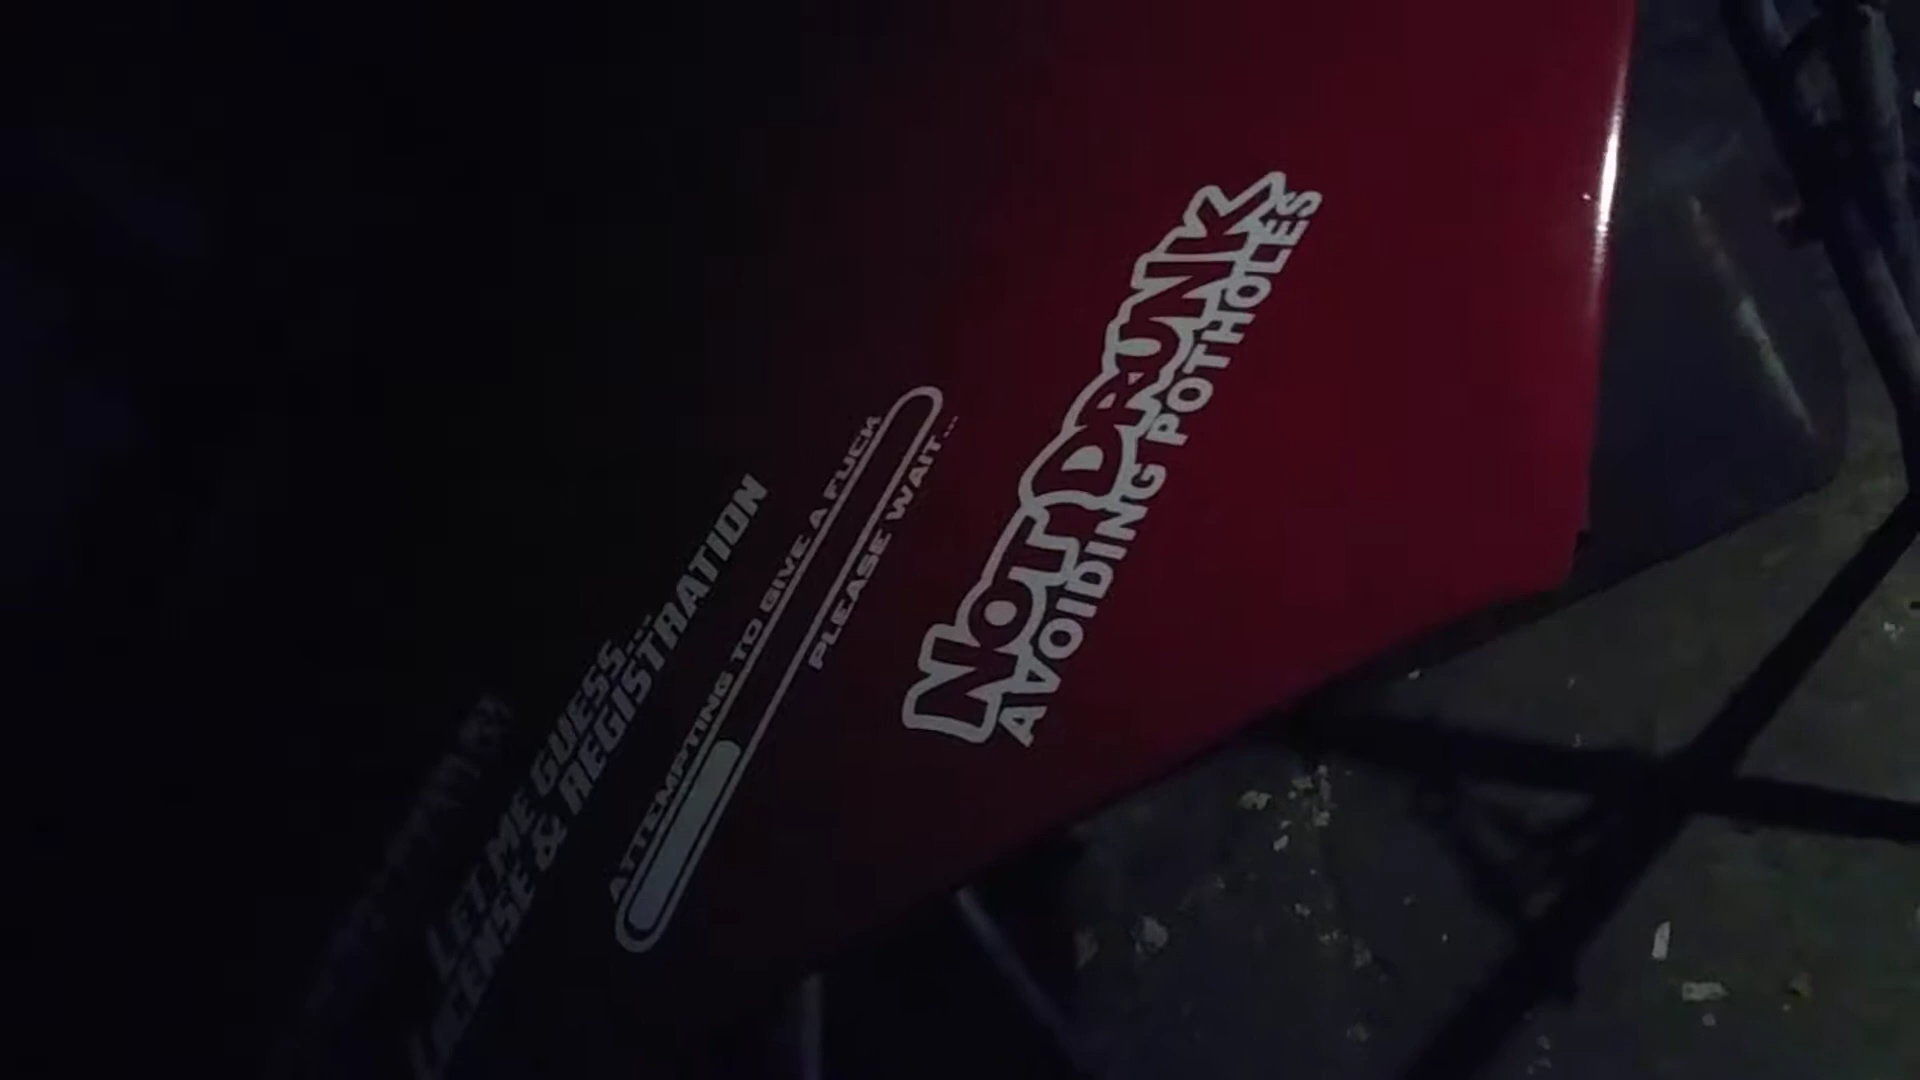 NOT DRUNK
AVOIDING POTHOLES
ATTEMPTING TO GIVE A FUCK
PLEASE WAIT...
LET ME GUESS...
LICENSE & REGISTRATION